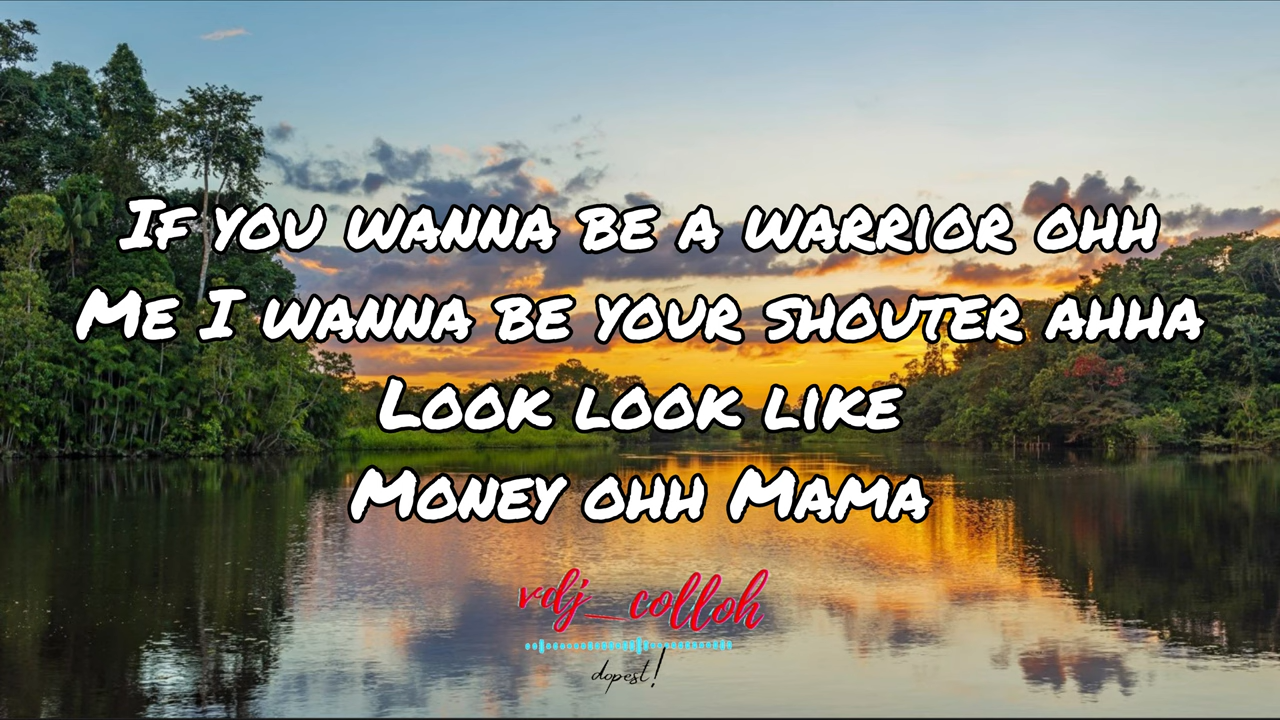 If you wanna be a warrior ohh
Me I wanna be your shouter ahha
Look look like
Money ohh Mama
vdj_colloh
dopest!